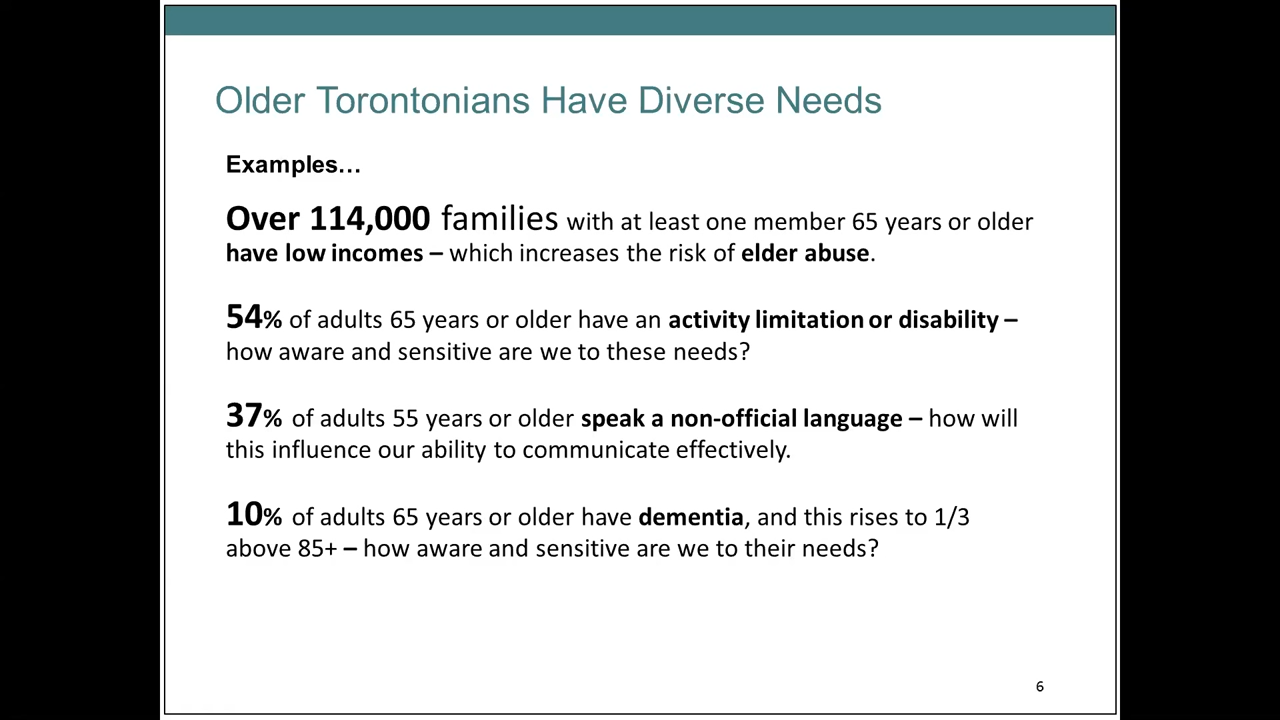 Older Torontonians Have Diverse Needs
Examples…
Over 114,000 families with at least one member 65 years or older
have low incomes – which increases the risk of elder abuse.
54% of adults 65 years or older have an activity limitation or disability –
how aware and sensitive are we to these needs?
37% of adults 55 years or older speak a non-official language – how will
this influence our ability to communicate effectively.
10% of adults 65 years or older have dementia, and this rises to 1/3
above 85+ – how aware and sensitive are we to their needs?
6